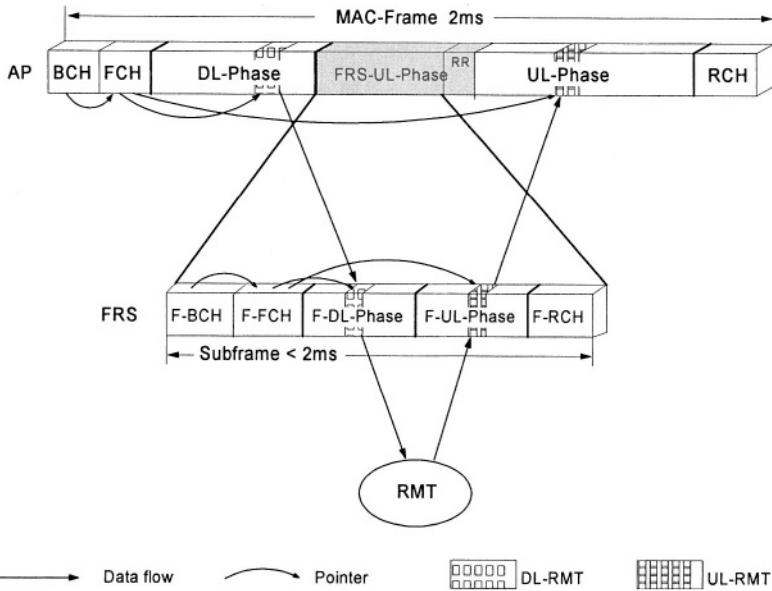 MAC-Frame 2ms
AP BCH FCH DL-Phase FRS-UL-Phase RR UL-Phase RCH
FRS F-BCH F-FCH F-DL-Phase F-UL-Phase F-RCH
Subframe < 2ms
RMT
Data flow Pointer DL-RMT UL-RMT